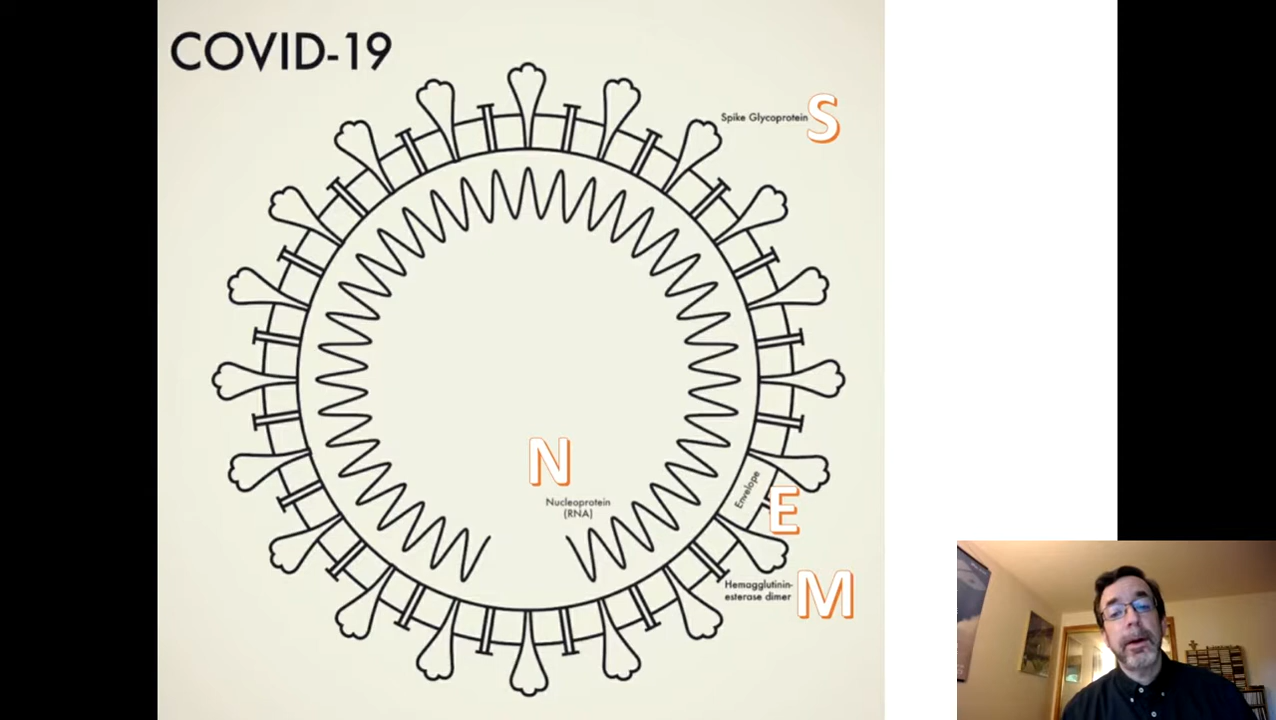 COVID-19
Spike Glycoprotein S
N
Nucleoprotein
(RNA)
Envelope
E
Hemagglutinin-
esterase dimer
M